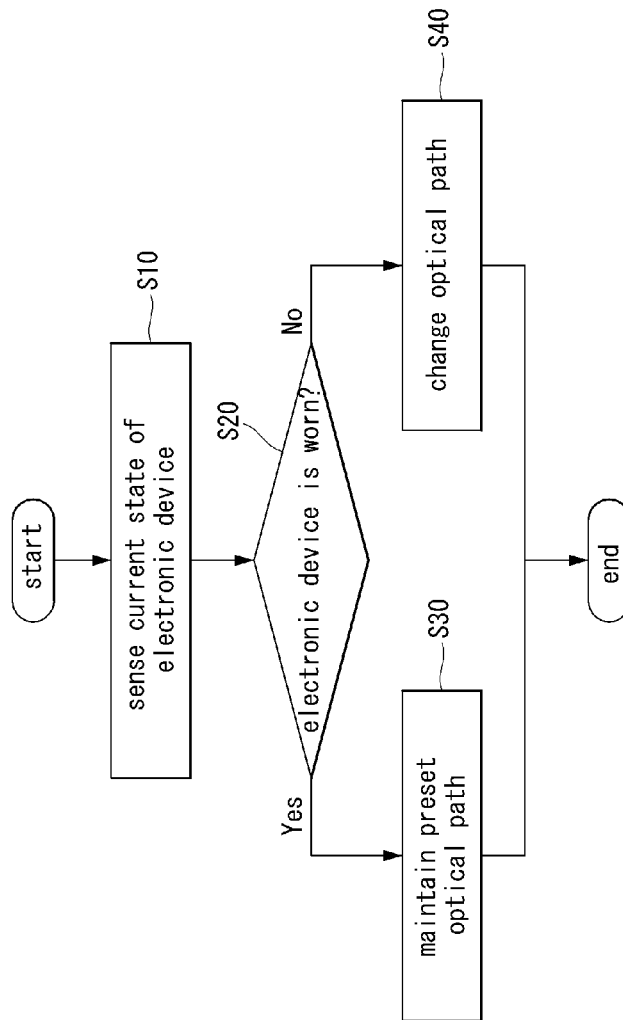 start
S10
sense current state of
electronic device
S20
electronic device is worn?
Yes
No
S30
maintain preset
optical path
S40
change optical path
end